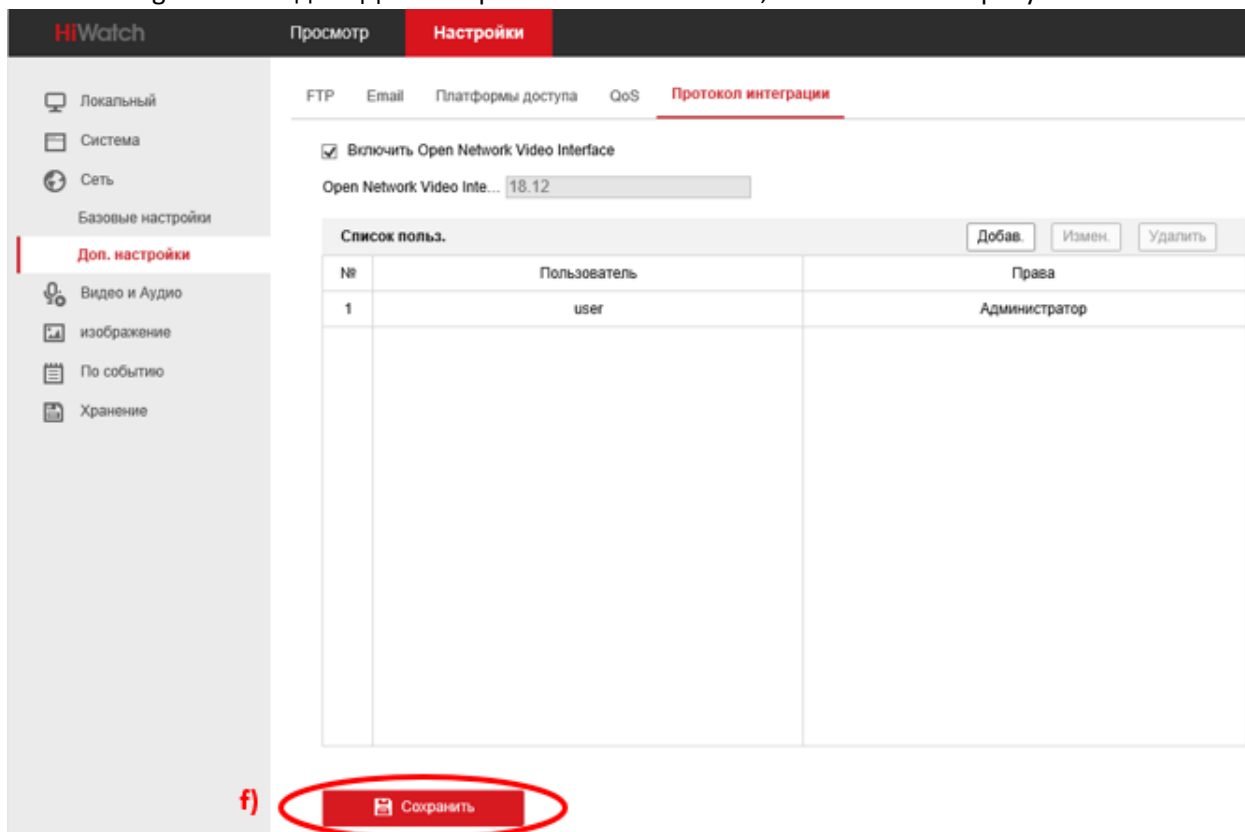 HiWatch Просмотр Настройки
Локальный
Система
Сеть
Базовые настройки
Доп. настройки
Видео и Аудио
изображение
По событию
Хранение
FTP Email Платформы доступа QoS Протокол интеграции
Включить Open Network Video Interface
Open Network Video Inte... 18.12
Список польз. Добав. Измен. Удалить
№ Пользователь Права
1 user Администратор
f) Сохранить